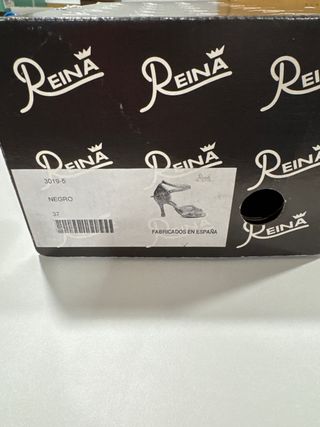 REINA
REINA
REINA
REINA
REINA
REINA
3019-6
NEGRO
37
FABRICADOS EN ESPAÑA
REINA